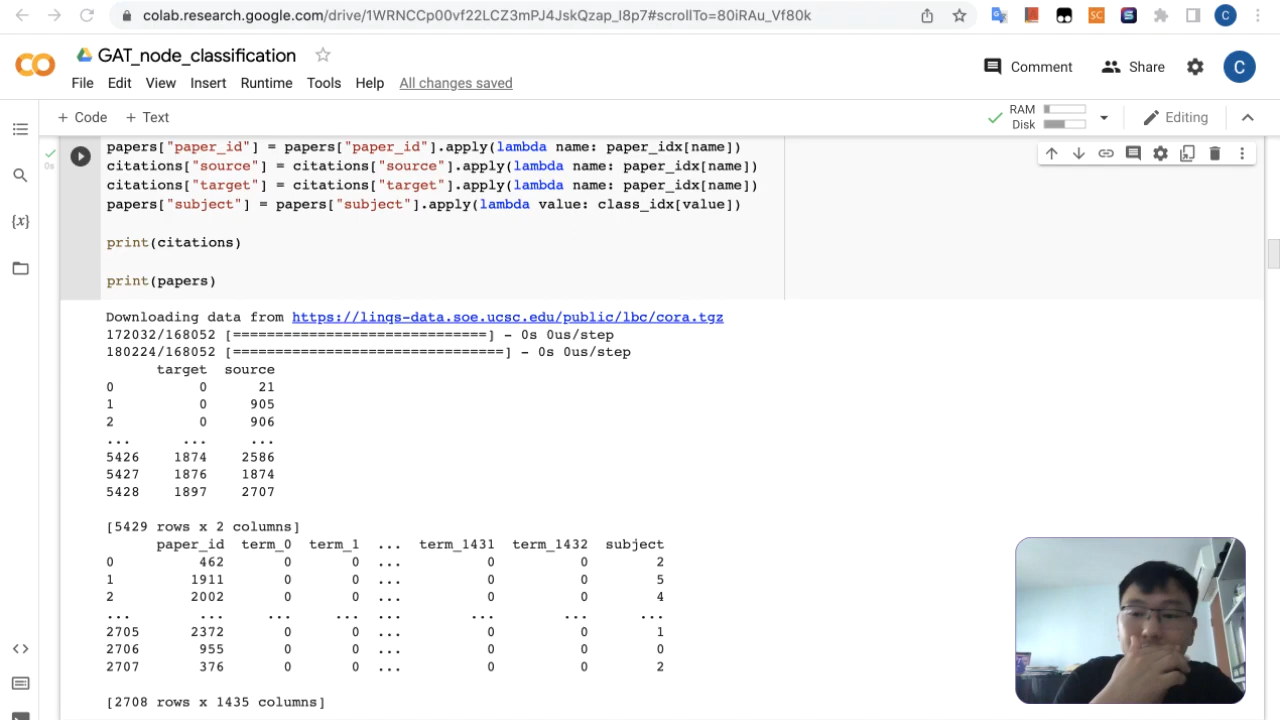 colab.research.google.com/drive/1WRNCCp00vf22LCZ3mPJ4JskQzap_I8p7#scrollTo=80iRAu_Vf80k
SC
S
C
GAT_node_classification
File Edit View Insert Runtime Tools Help All changes saved
Comment
Share
C
+ Code + Text
RAM
Disk
Editing
0s
{x}
papers["paper_id"] = papers["paper_id"].apply(lambda name: paper_idx[name])
citations["source"] = citations["source"].apply(lambda name: paper_idx[name])
citations["target"] = citations["target"].apply(lambda name: paper_idx[name])
papers["subject"] = papers["subject"].apply(lambda value: class_idx[value])
print(citations)
print(papers)
Downloading data from https://linqs-data.soe.ucsc.edu/public/lbc/cora.tgz
172032/168052 [==============================] - 0s 0us/step
180224/168052 [================================] - 0s 0us/step
target source
0 0 21
1 0 905
2 0 906
... ... ...
5426 1874 2586
5427 1876 1874
5428 1897 2707
[5429 rows x 2 columns]
paper_id term_0 term_1 ... term_1431 term_1432 subject
0 462 0 0 ... 0 0 2
1 1911 0 0 ... 0 0 5
2 2002 0 0 ... 0 0 4
... ... ... ... ... ... ... ...
2705 2372 0 0 ... 0 0 1
2706 955 0 0 ... 0 0 0
2707 376 0 0 ... 0 0 2
[2708 rows x 1435 columns]